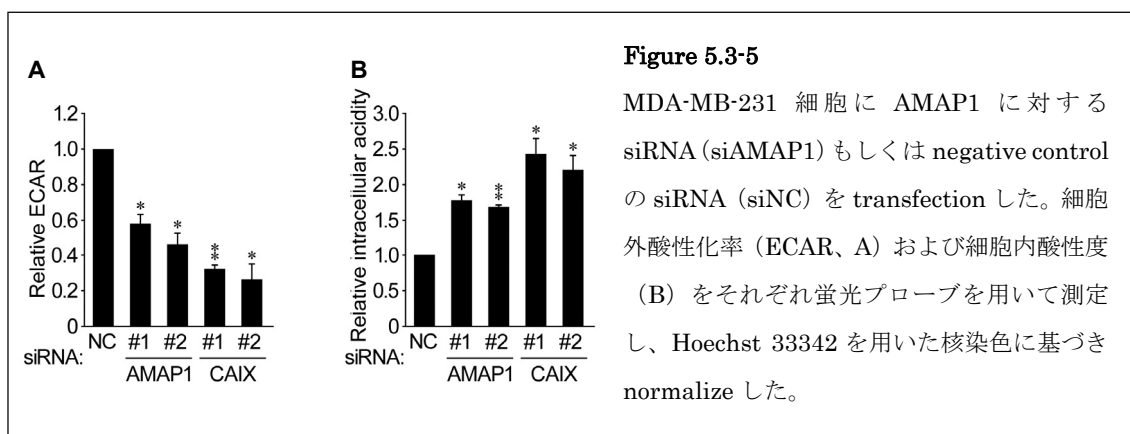 A
Relative ECAR
1.2
1.0
0.8
0.6
0.4
0.2
0
* * ** *
NC #1 #2 #1 #2
siRNA:
AMAP1 CAIX
B
Relative intracellular acidity
3.0
2.5
2.0
1.5
1.0
0.5
0
* ** * *
NC #1 #2 #1 #2
siRNA:
AMAP1 CAIX
Figure 5.3-5
MDA-MB-231 細胞に AMAP1 に対する
siRNA（siAMAP1）もしくは negative control
の siRNA（siNC）を transfection した。細胞
外酸性化率（ECAR、A）および細胞内酸性度
（B）をそれぞれ蛍光プローブを用いて測定
し、Hoechst 33342 を用いた核染色に基づき
normalize した。